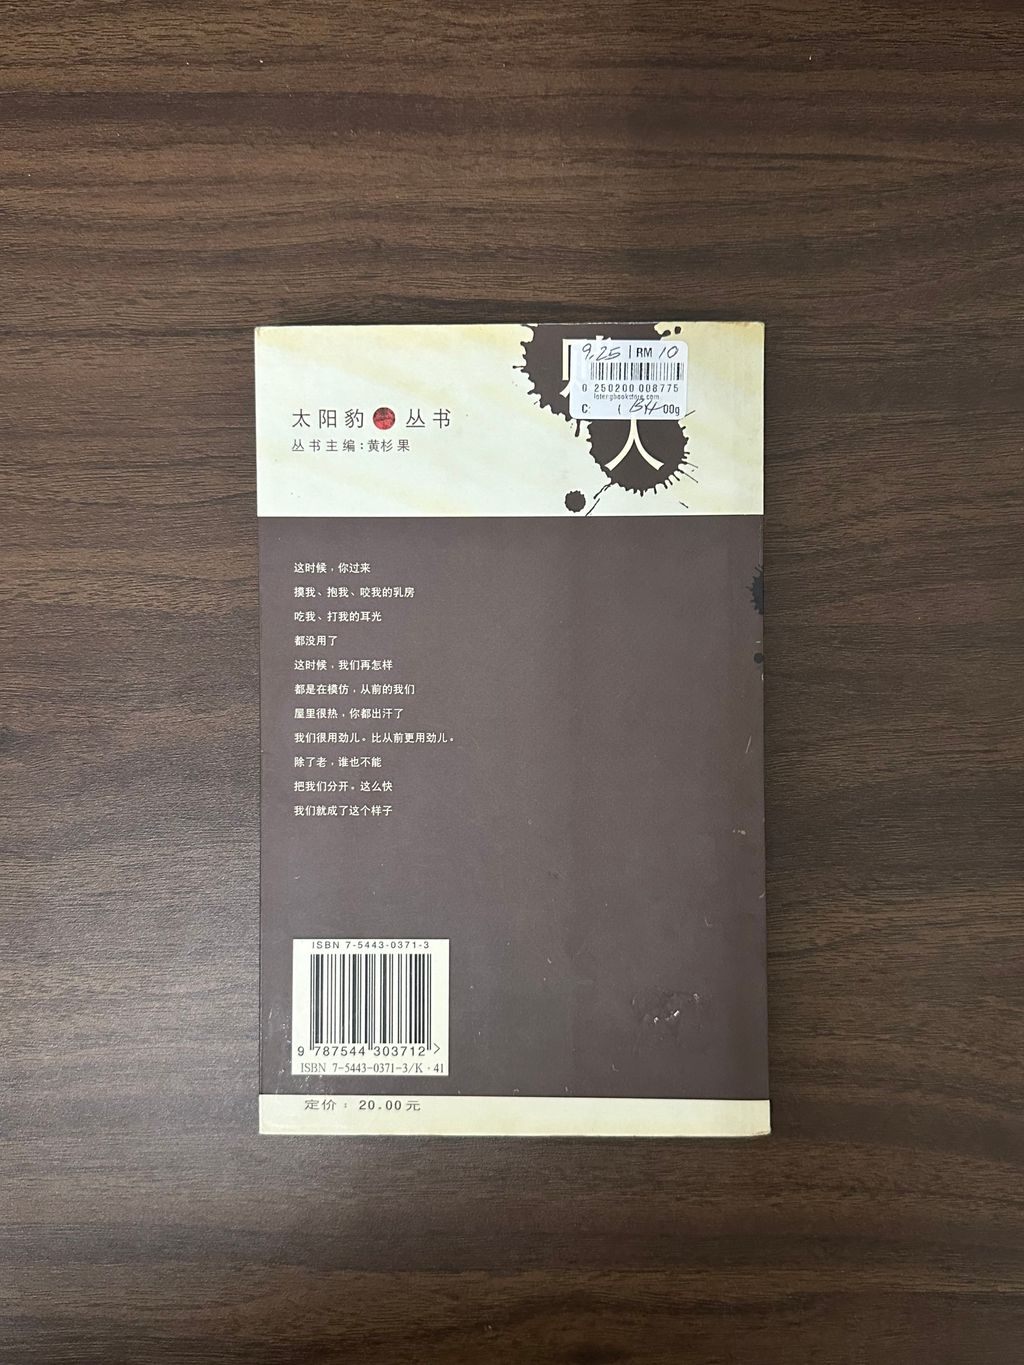 9.25 | RM 10
0 250200 008775
C: ( BH 00g
人
太阳豹 丛书
丛书主编:黄杉果
这时候,你过来
摸我、抱我、咬我的乳房
吃我、打我的耳光
都没用了
这时候,我们再怎样
都是在模仿,从前的我们
屋里很热,你都出汗了
我们很用劲儿。比从前更用劲儿。
除了老,谁也不能
把我们分开。这么快
我们就成了这个样子
ISBN 7-5443-0371-3
9 787544 303712 >
ISBN 7-5443-0371-3/K·41
定价:20.00元